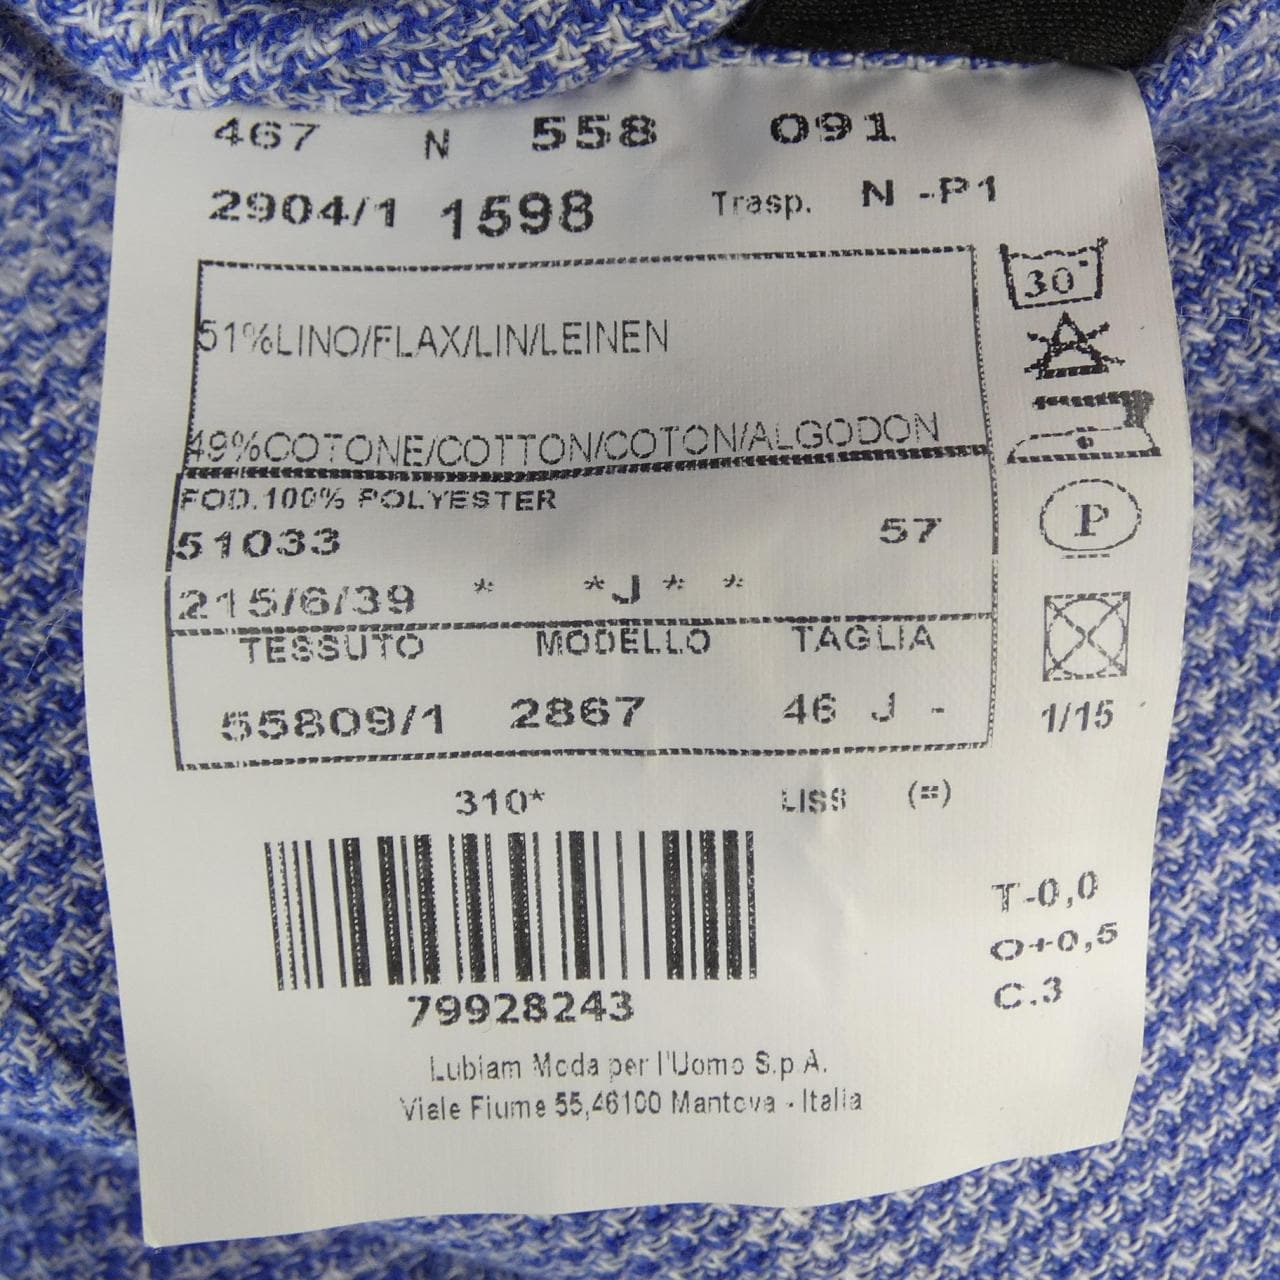 467 N 558 091
2904/1 1598 Trasp. N -P1
30°
51%LINO/FLAX/LIN/LEINEN
49%COTONE/COTTON/COTON/ALGODON
FOD.100% POLYESTER
P
51033 57
215/6/39 * *J * *
TESSUTO MODELLO TAGLIA
55809/1 2867 46 J -
1/15
310* LISS (=)
79928243
T-0,0
O+0,5
C.3
Lubiam Moda per l'Uomo S.p.A.
Viale Fiume 55,46100 Mantova - Italia